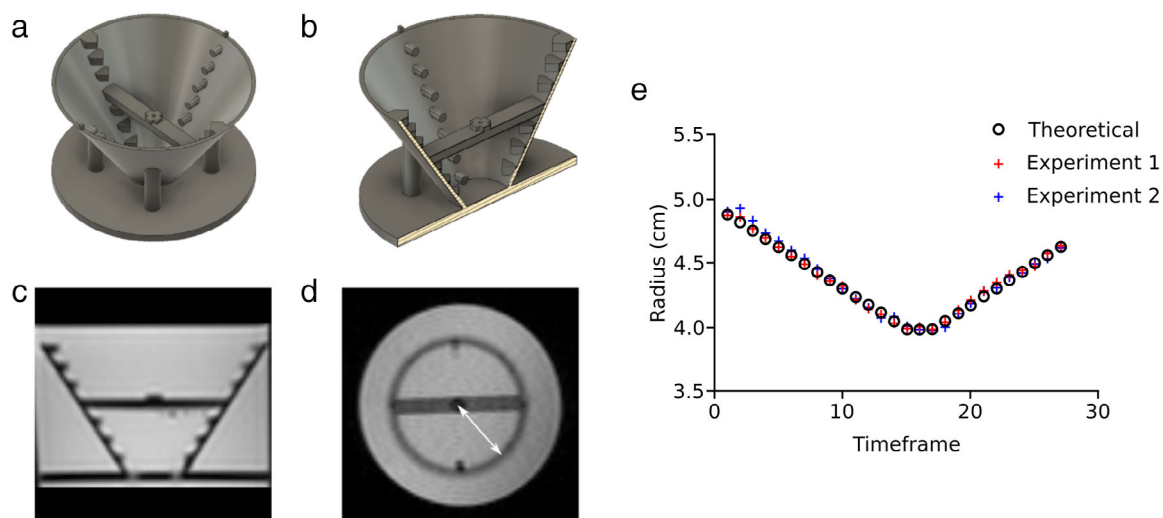 a
b
c
d
e
Theoretical
Experiment 1
Experiment 2
5.5
5.0
4.5
4.0
3.5
Radius (cm)
0
10
20
30
Timeframe